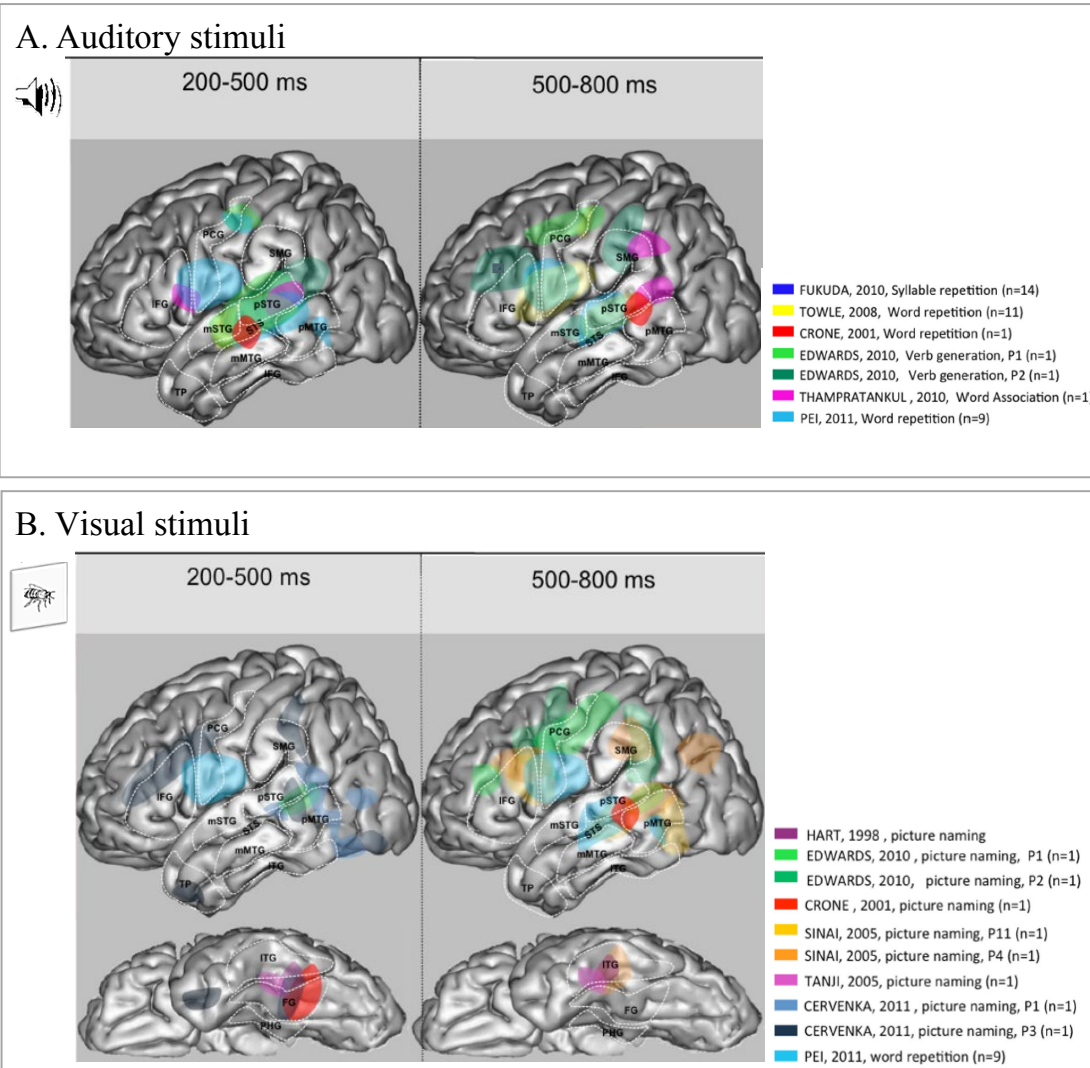 A. Auditory stimuli
200-500 ms
500-800 ms
PCG
SMG
IFG
pSTG
mSTG
STS
pMTG
mMTG
IFG
TP
PCG
SMG
IFG
pSTG
mSTG
STS
pMTG
mMTG
IFG
TP
FUKUDA, 2010, Syllable repetition (n=14)
TOWLE, 2008, Word repetition (n=11)
CRONE, 2001, Word repetition (n=1)
EDWARDS, 2010, Verb generation, P1 (n=1)
EDWARDS, 2010, Verb generation, P2 (n=1)
THAMPRATANKUL , 2010, Word Association (n=1
PEI, 2011, Word repetition (n=9)
B. Visual stimuli
200-500 ms
500-800 ms
PCG
SMG
IFG
pSTG
mSTG
STS
pMTG
mMTG
ITG
TP
ITG
FG
PHG
PCG
SMG
IFG
pSTG
mSTG
STS
pMTG
mMTG
ITG
TP
ITG
FG
PHG
HART, 1998 , picture naming
EDWARDS, 2010 , picture naming, P1 (n=1)
EDWARDS, 2010, picture naming, P2 (n=1)
CRONE , 2001, picture naming (n=1)
SINAI, 2005, picture naming, P11 (n=1)
SINAI, 2005, picture naming, P4 (n=1)
TANJI, 2005, picture naming (n=1)
CERVENKA, 2011 , picture naming, P1 (n=1)
CERVENKA, 2011, picture naming, P3 (n=1)
PEI, 2011, word repetition (n=9)